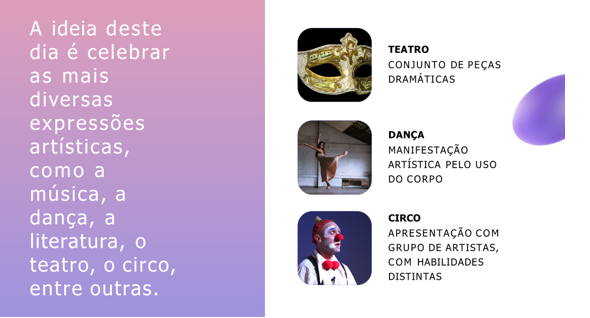 A ideia deste
dia é celebrar
as mais
diversas
expressões
artísticas,
como a
música, a
dança, a
literatura, o
teatro, o circo,
entre outras.
TEATRO
CONJUNTO DE PEÇAS
DRAMÁTICAS
DANÇA
MANIFESTAÇÃO
ARTÍSTICA PELO USO
DO CORPO
CIRCO
APRESENTAÇÃO COM
GRUPO DE ARTISTAS,
COM HABILIDADES
DISTINTAS